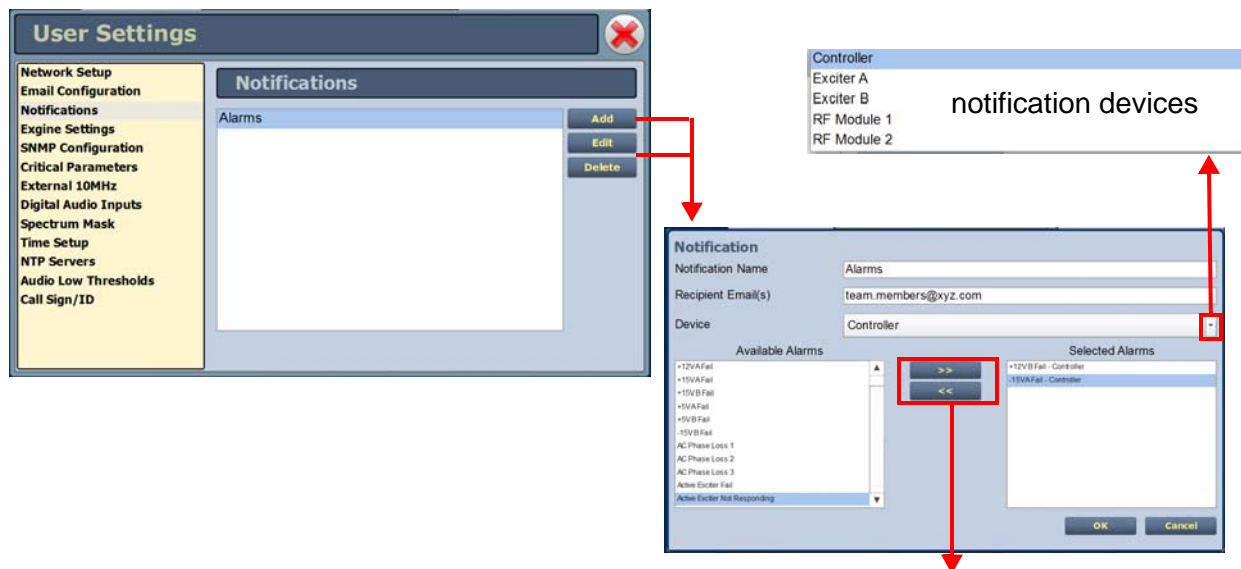 User Settings
Network Setup
Email Configuration
Notifications
Exgine Settings
SNMP Configuration
Critical Parameters
External 10MHz
Digital Audio Inputs
Spectrum Mask
Time Setup
NTP Servers
Audio Low Thresholds
Call Sign/ID
Notifications
Alarms
Add
Edit
Delete
Controller
Exciter A
Exciter B
RF Module 1
RF Module 2
notification devices
Notification
Notification Name
Alarms
Recipient Email(s)
team.members@xyz.com
Device
Controller
Available Alarms
+12VA Fail
+15VA Fail
+15VB Fail
+5VA Fail
+5VB Fail
-15VB Fail
AC Phase Loss 1
AC Phase Loss 2
AC Phase Loss 3
Active Exciter Fail
Active Exciter Not Responding
>>
<<
Selected Alarms
+12VB Fail - Controller
-15VA Fail - Controller
OK
Cancel